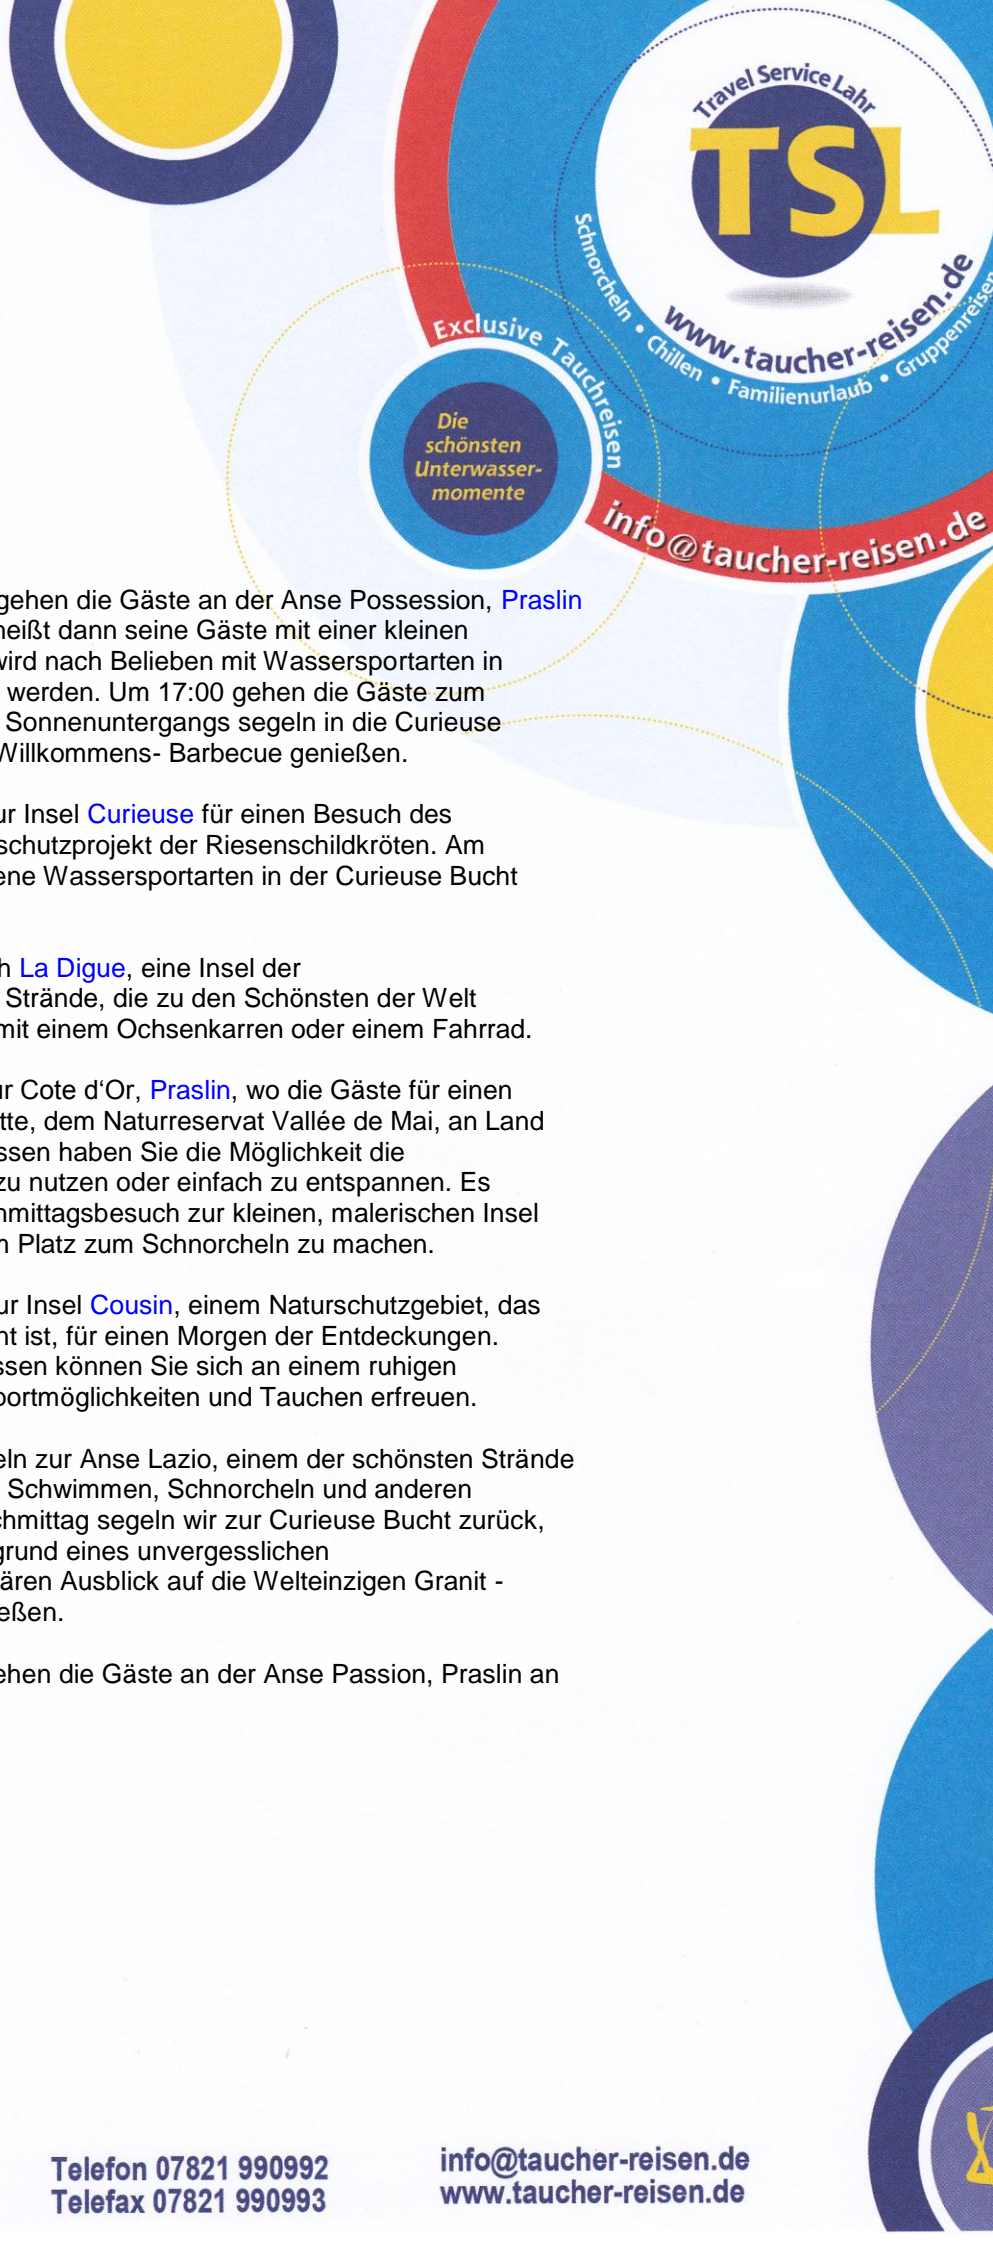 Travel Service Lahr
TSL
www.taucher-reisen.de
Schnorcheln • Chillen • Familienurlaub • Gruppenreisen
Exclusive Tauchreisen
Die
schönsten
Unterwasser-
momente
info@taucher-reisen.de
gehen die Gäste an der Anse Possession, Praslin
heißt dann seine Gäste mit einer kleinen
wird nach Belieben mit Wassersportarten in
werden. Um 17:00 gehen die Gäste zum
Sonnenuntergangs segeln in die Curieuse
Willkommens- Barbecue genießen.
ur Insel Curieuse für einen Besuch des
schutzprojekt der Riesenschildkröten. Am
ene Wassersportarten in der Curieuse Bucht
h La Digue, eine Insel der
Strände, die zu den Schönsten der Welt
mit einem Ochsenkarren oder einem Fahrrad.
ur Cote d‘Or, Praslin, wo die Gäste für einen
tte, dem Naturreservat Vallée de Mai, an Land
ssen haben Sie die Möglichkeit die
zu nutzen oder einfach zu entspannen. Es
hmittagsbesuch zur kleinen, malerischen Insel
n Platz zum Schnorcheln zu machen.
ur Insel Cousin, einem Naturschutzgebiet, das
nt ist, für einen Morgen der Entdeckungen.
ssen können Sie sich an einem ruhigen
portmöglichkeiten und Tauchen erfreuen.
eln zur Anse Lazio, einem der schönsten Strände
Schwimmen, Schnorcheln und anderen
chmittag segeln wir zur Curieuse Bucht zurück,
grund eines unvergesslichen
ären Ausblick auf die Welteinzigen Granit -
eßen.
ehen die Gäste an der Anse Passion, Praslin an
Telefon 07821 990992
Telefax 07821 990993
info@taucher-reisen.de
www.taucher-reisen.de